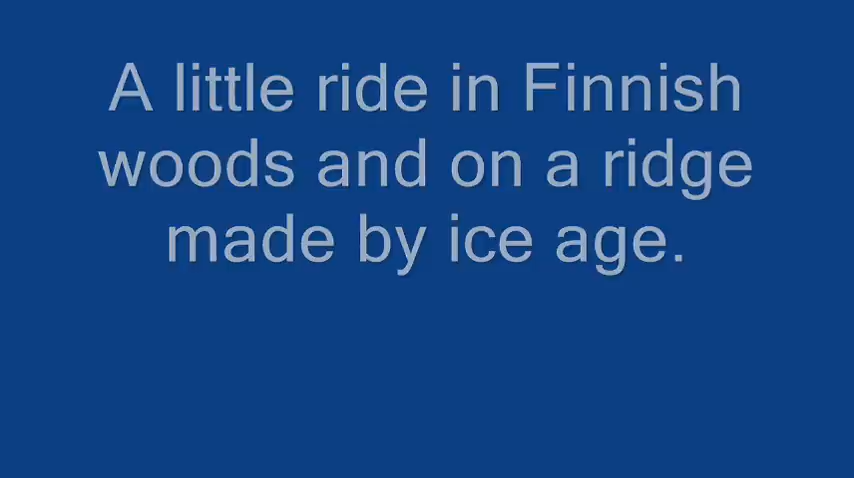 A little ride in Finnish
woods and on a ridge
made by ice age.